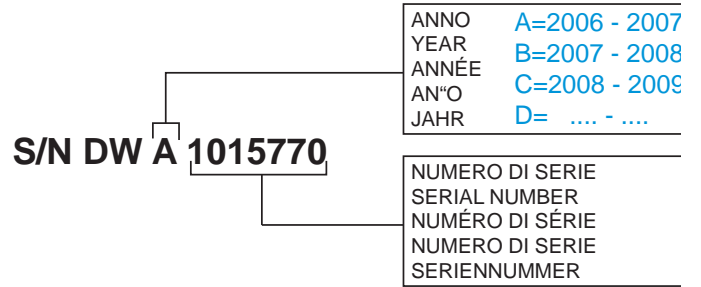 ANNO
YEAR
ANNÉE
AN“O
JAHR
A=2006 - 2007
B=2007 - 2008
C=2008 - 2009
D= .... - ....
S/N DW A 1015770
NUMERO DI SERIE
SERIAL NUMBER
NUMÉRO DI SÉRIE
NUMERO DI SERIE
SERIENNUMMER